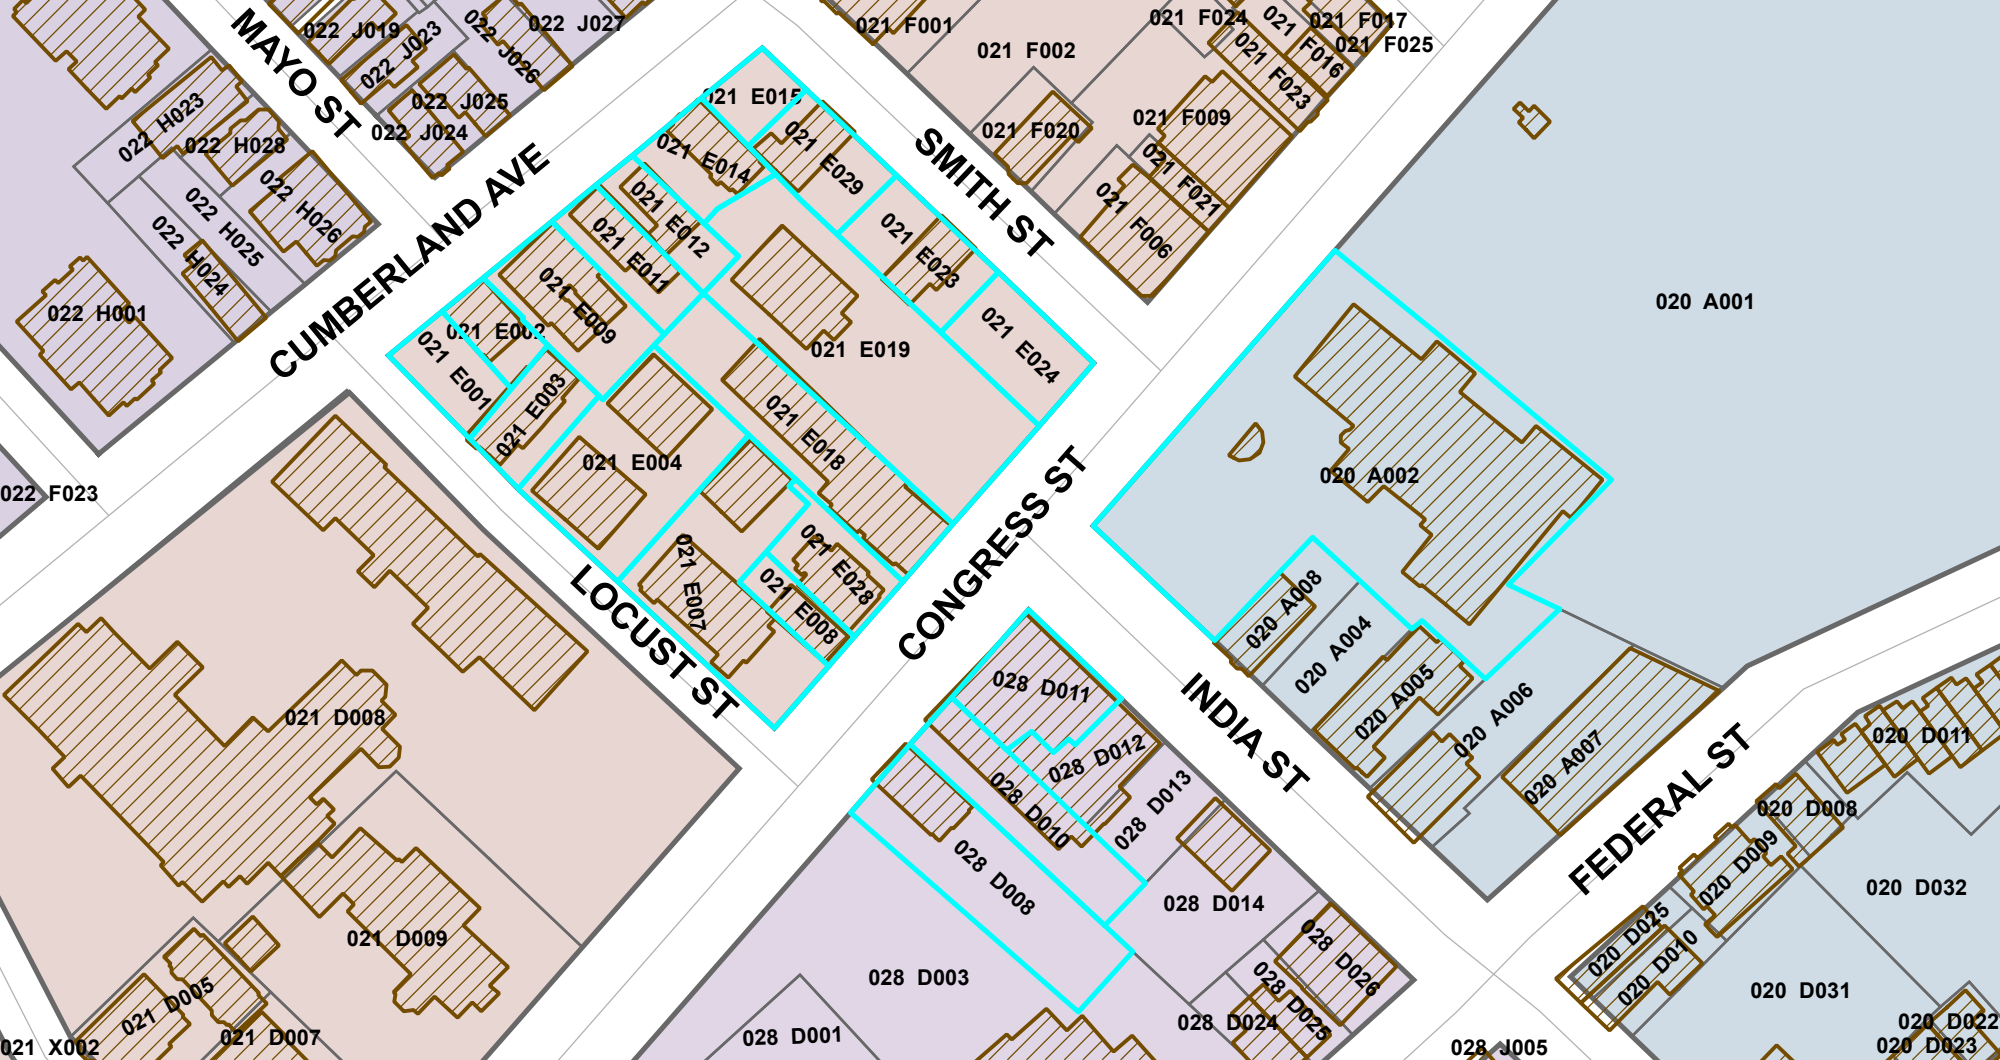 021 F024
021 F017
022 J027
022 J019
022 J026
021 F001
021 F016
022 J023
021 F025
021 F002
021 F023
MAYO ST
022 J025
021 E015
022 H023
022 J024
021 F020
021 F009
022 H028
021 E014
021 E029
SMITH ST
021 F021
022 H026
CUMBERLAND AVE
021 E012
021 F006
022 H025
022 H024
021 E011
021 E023
020 A001
022 H001
021 E009
021 E002
021 E019
021 E024
021 E001
021 E003
021 E018
021 E004
020 A002
022 F023
CONGRESS ST
021 E028
021 E007
021 E008
020 A008
LOCUST ST
020 A004
028 D011
020 A005
020 A006
INDIA ST
021 D008
020 D011
028 D012
020 A007
FEDERAL ST
028 D010
028 D013
020 D008
020 D009
028 D008
020 D032
028 D014
021 D009
020 D025
028 D026
020 D010
028 D003
020 D031
021 D005
028 D025
028 D024
020 D022
021 D007
028 D001
021 X002
028 J005
020 D023